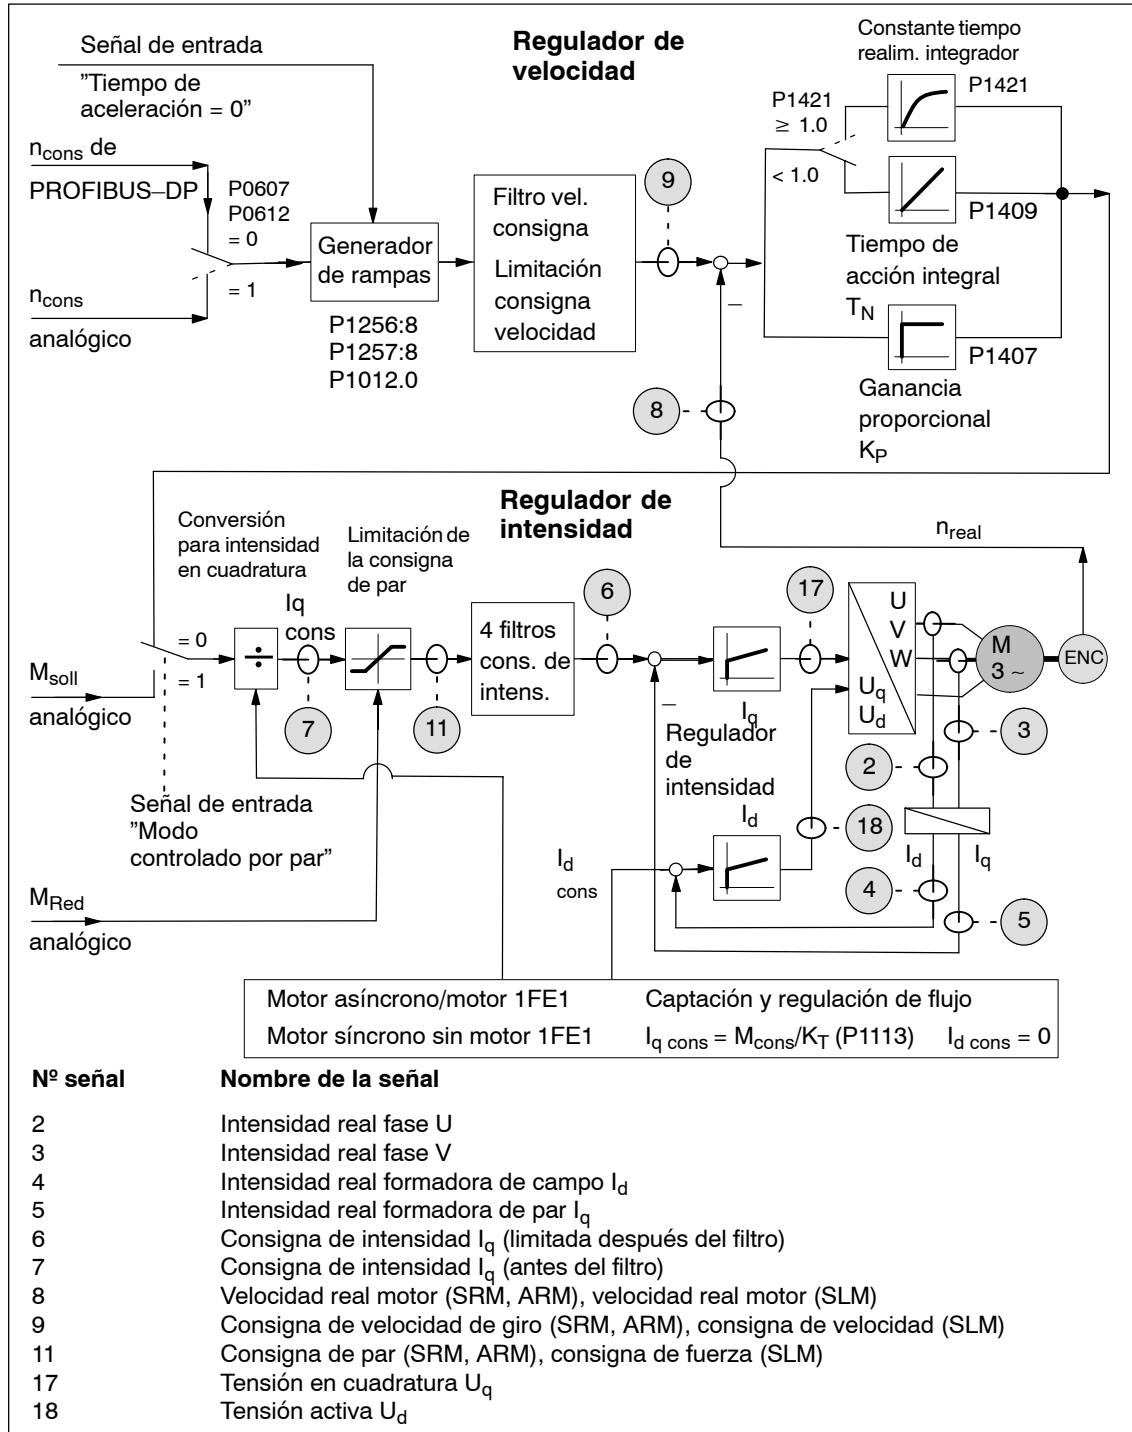 Señal de entrada
"Tiempo de
aceleración = 0"
Regulador de
velocidad
Constante tiempo
realim. integrador
P1421
P1421
≥ 1.0
< 1.0
n_cons de
PROFIBUS–DP
P0607
P0612
= 0
= 1
n_cons
analógico
Generador
de rampas
P1256:8
P1257:8
P1012.0
Filtro vel.
consigna
Limitación
consigna
velocidad
9
–
8
P1409
Tiempo de
acción integral
T_N
P1407
Ganancia
proporcional
K_P
Regulador de
intensidad
Conversión
para intensidad
en cuadratura
Limitación de
la consigna
de par
n_real
Iq
cons
= 0
= 1
÷
M_soll
analógico
7
11
4 filtros
cons. de
intens.
6
–
17
I_q
Regulador
de
intensidad
I_d
U
V
W
U_q
U_d
M
3 ~
ENC
3
2
18
I_d
I_q
4
5
Señal de entrada
"Modo
controlado por par"
I_d
cons
M_Red
analógico
Motor asíncrono/motor 1FE1 Captación y regulación de flujo
Motor síncrono sin motor 1FE1 I_q cons = M_cons/K_T (P1113) I_d cons = 0
Nº señal Nombre de la señal
2 Intensidad real fase U
3 Intensidad real fase V
4 Intensidad real formadora de campo I_d
5 Intensidad real formadora de par I_q
6 Consigna de intensidad I_q (limitada después del filtro)
7 Consigna de intensidad I_q (antes del filtro)
8 Velocidad real motor (SRM, ARM), velocidad real motor (SLM)
9 Consigna de velocidad de giro (SRM, ARM), consigna de velocidad (SLM)
11 Consigna de par (SRM, ARM), consigna de fuerza (SLM)
17 Tensión en cuadratura U_q
18 Tensión activa U_d